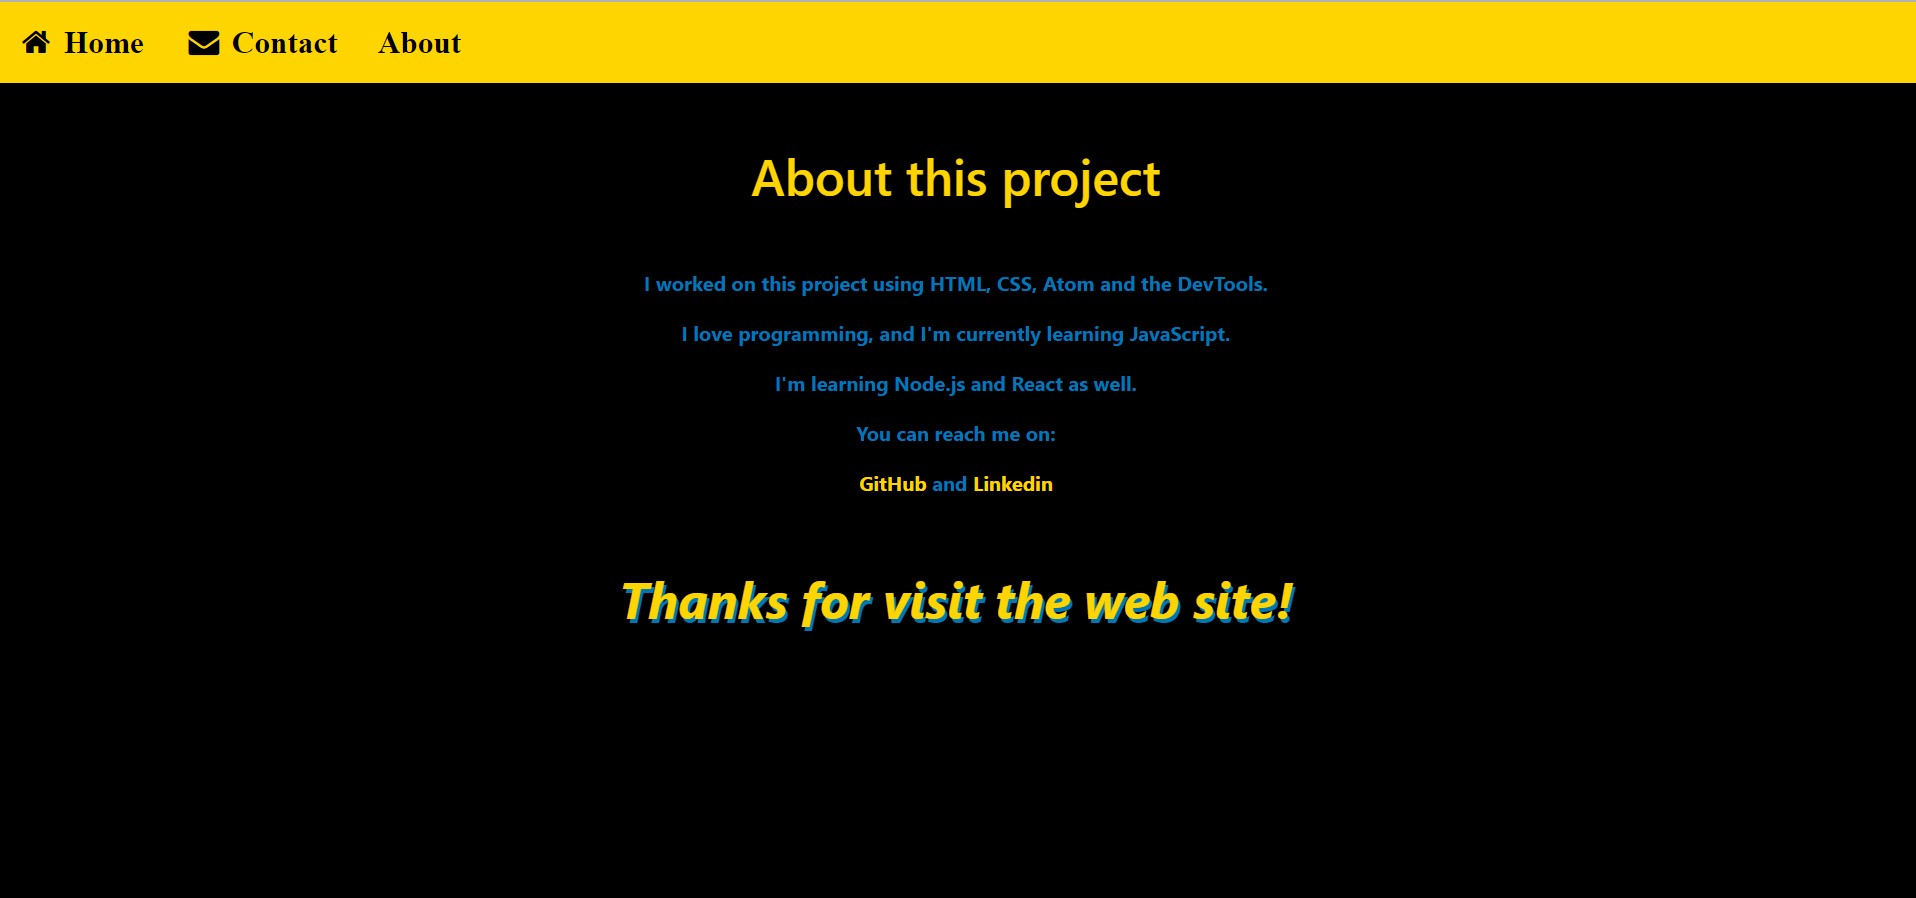 Home Contact About
About this project
I worked on this project using HTML, CSS, Atom and the DevTools.
I love programming, and I'm currently learning JavaScript.
I'm learning Node.js and React as well.
You can reach me on:
GitHub and Linkedin
Thanks for visit the web site!